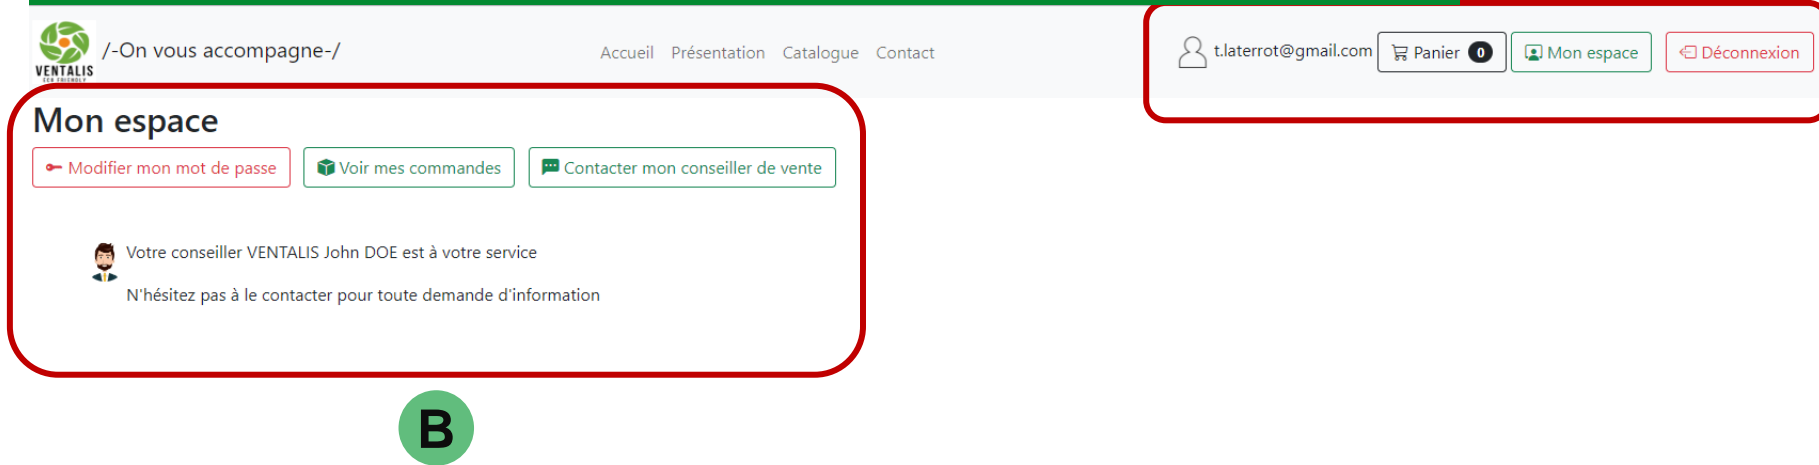 VENTALIS
ECO FRIENDLY
/-On vous accompagne-/
Accueil Présentation Catalogue Contact
t.laterrot@gmail.com Panier 0 Mon espace Déconnexion
Mon espace
Modifier mon mot de passe Voir mes commandes Contacter mon conseiller de vente
Votre conseiller VENTALIS John DOE est à votre service
N'hésitez pas à le contacter pour toute demande d'information
B